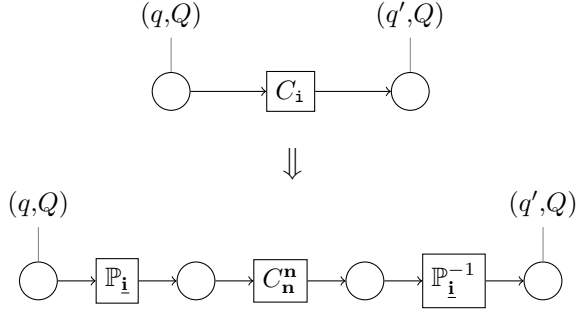 (q,Q) (q′,Q)
C_i
⇓
(q,Q) (q′,Q)
ℙ_i̲ C_n^n ℙ_i̲^{-1}